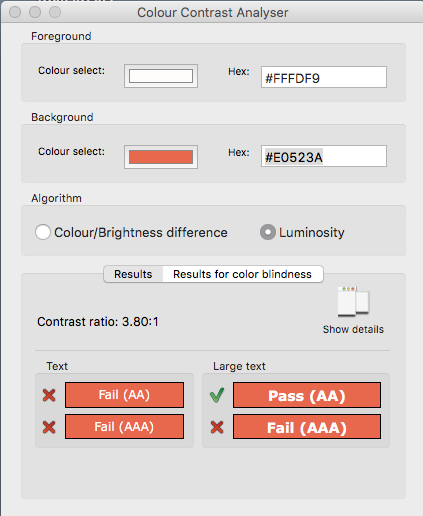 Colour Contrast Analyser
Foreground
Colour select:
Hex: #FFFDF9
Background
Colour select:
Hex: #E0523A
Algorithm
Colour/Brightness difference
Luminosity
Results
Results for color blindness
Contrast ratio: 3.80:1
Show details
Text
Large text
Fail (AA)
Pass (AA)
Fail (AAA)
Fail (AAA)